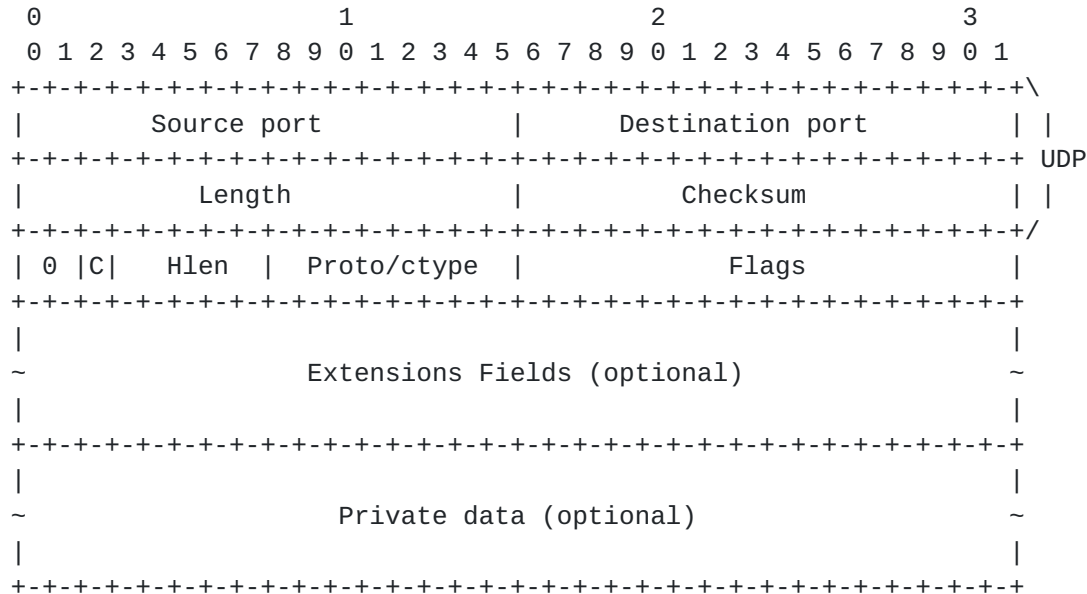 0                   1                   2                   3
 0 1 2 3 4 5 6 7 8 9 0 1 2 3 4 5 6 7 8 9 0 1 2 3 4 5 6 7 8 9 0 1
+-+-+-+-+-+-+-+-+-+-+-+-+-+-+-+-+-+-+-+-+-+-+-+-+-+-+-+-+-+-+-+-+\
|        Source port            |      Destination port         | |
+-+-+-+-+-+-+-+-+-+-+-+-+-+-+-+-+-+-+-+-+-+-+-+-+-+-+-+-+-+-+-+-+ UDP
|           Length              |          Checksum             | |
+-+-+-+-+-+-+-+-+-+-+-+-+-+-+-+-+-+-+-+-+-+-+-+-+-+-+-+-+-+-+-+-+/
| 0 |C|   Hlen  |  Proto/ctype  |             Flags             |
+-+-+-+-+-+-+-+-+-+-+-+-+-+-+-+-+-+-+-+-+-+-+-+-+-+-+-+-+-+-+-+-+
|                                                               |
~                  Extensions Fields (optional)                 ~
|                                                               |
+-+-+-+-+-+-+-+-+-+-+-+-+-+-+-+-+-+-+-+-+-+-+-+-+-+-+-+-+-+-+-+-+
|                                                               |
~                    Private data (optional)                    ~
|                                                               |
+-+-+-+-+-+-+-+-+-+-+-+-+-+-+-+-+-+-+-+-+-+-+-+-+-+-+-+-+-+-+-+-+